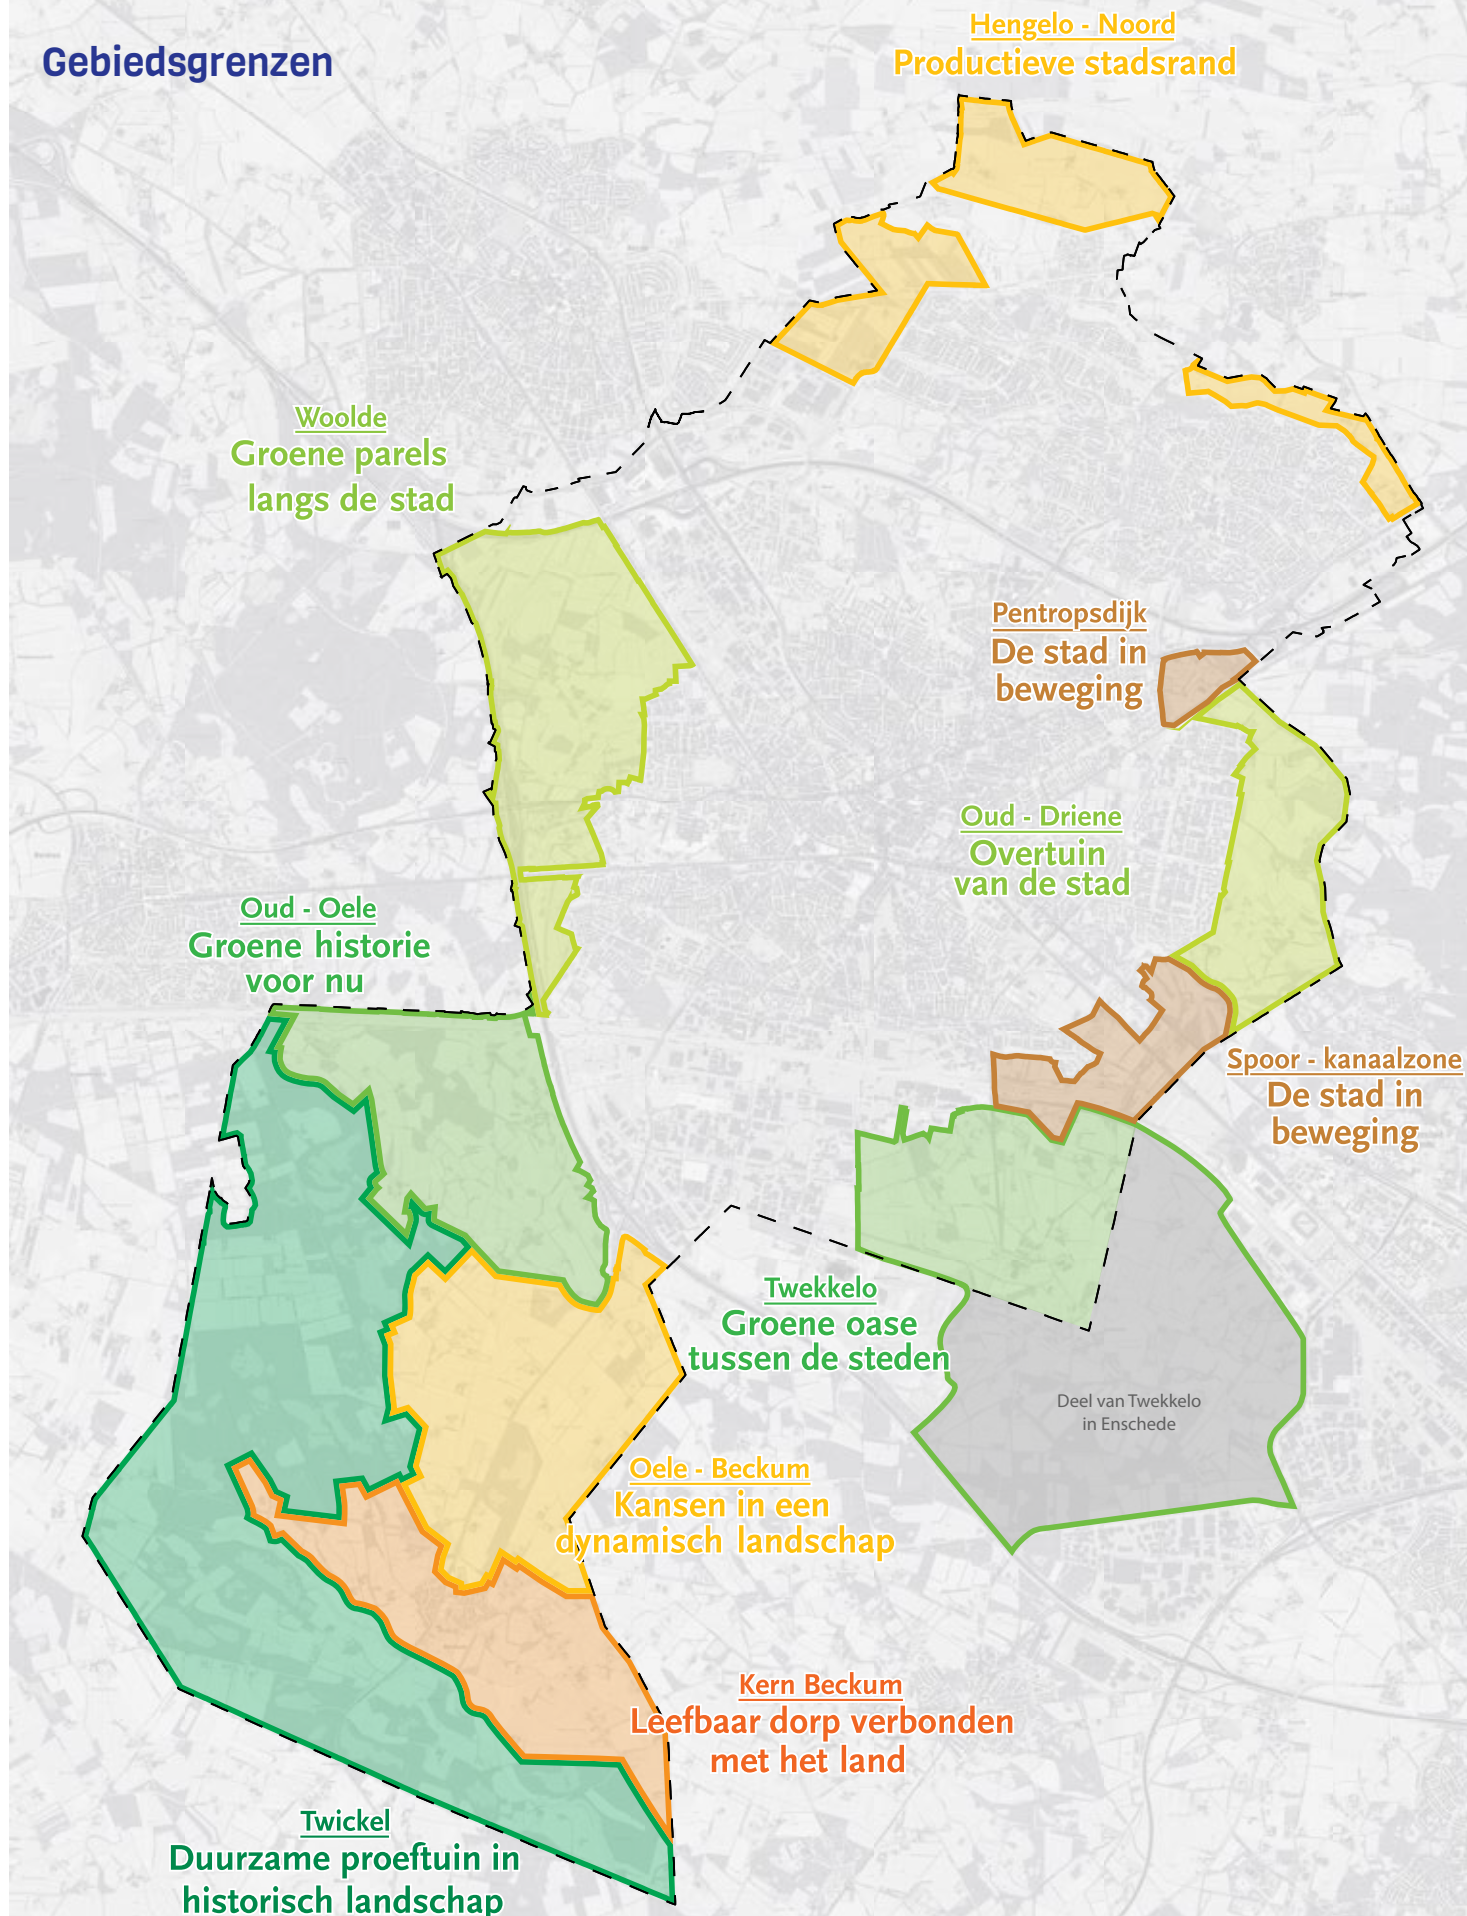 Gebiedsgrenzen
Hengelo - Noord
Productieve stadsrand
Woolde
Groene parels
langs de stad
Pentropsdijk
De stad in
beweging
Oud - Driene
Overtuin
van de stad
Oud - Oele
Groene historie
voor nu
Spoor - kanaalzone
De stad in
beweging
Twekkelo
Groene oase
tussen de steden
Deel van Twekkelo
in Enschede
Oele - Beckum
Kansen in een
dynamisch landschap
Kern Beckum
Leefbaar dorp verbonden
met het land
Twickel
Duurzame proeftuin in
historisch landschap